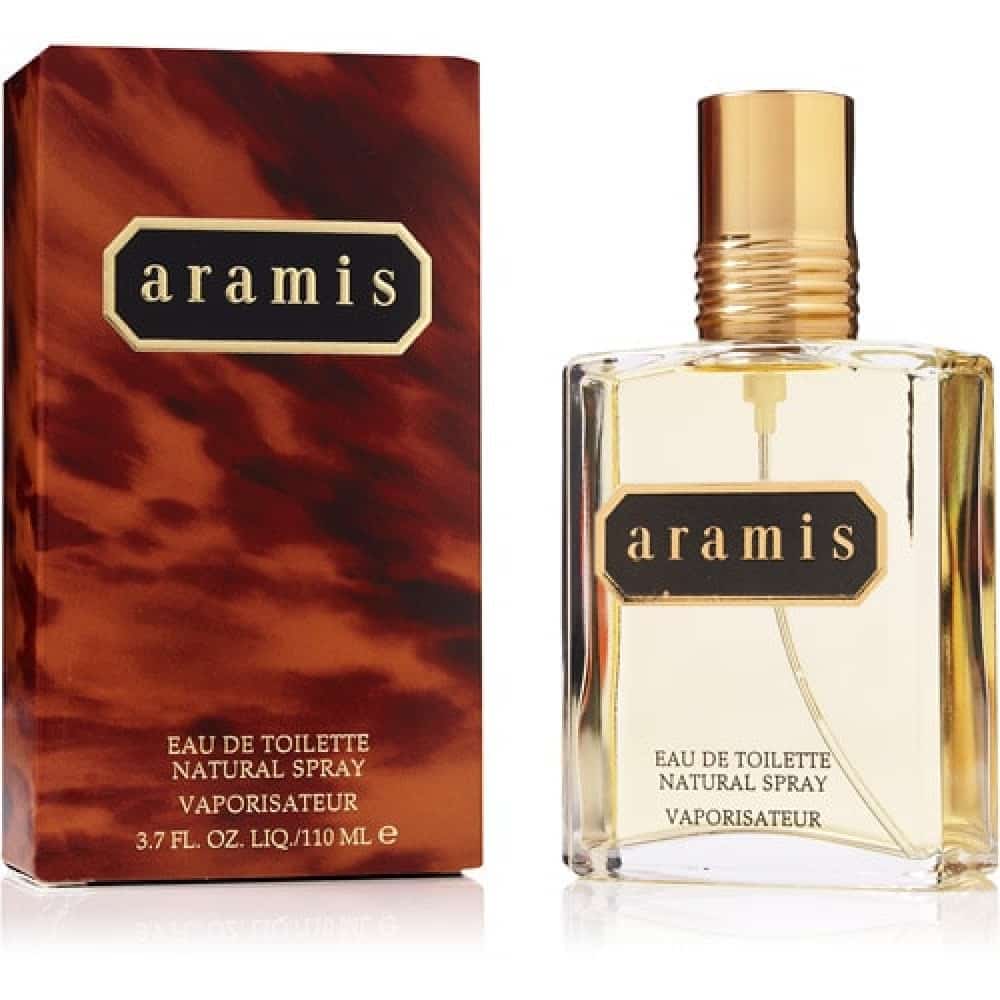 aramis
EAU DE TOILETTE
NATURAL SPRAY
VAPORISATEUR
3.7 FL. OZ. LIQ./110 ML ℮
aramis
EAU DE TOILETTE
NATURAL SPRAY
VAPORISATEUR